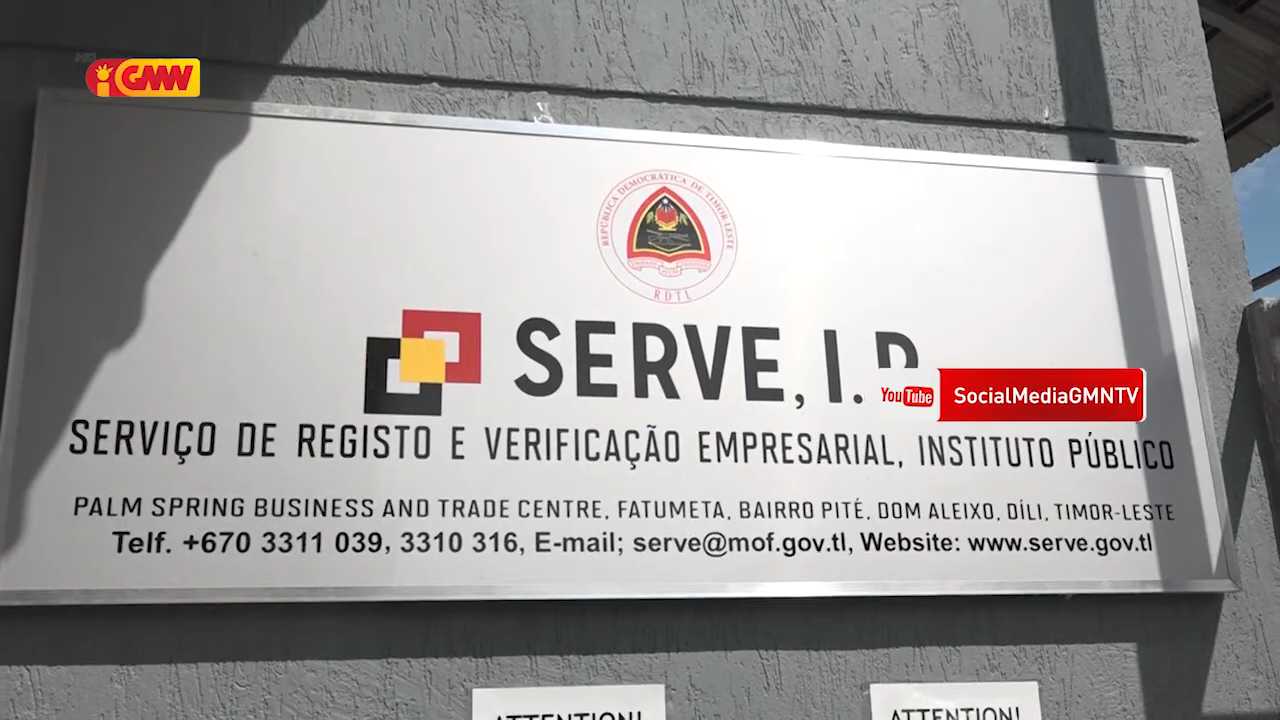 GMN
REPÚBLICA DEMOCRÁTICA DE TIMOR-LESTE
RDTL
SERVE, I.P
YouTube SocialMediaGMNTV
SERVIÇO DE REGISTO E VERIFICAÇÃO EMPRESARIAL, INSTITUTO PÚBLICO
PALM SPRING BUSINESS AND TRADE CENTRE, FATUMETA, BAIRRO PITÉ, DOM ALEIXO, DÍLI, TIMOR-LESTE
Telf. +670 3311 039, 3310 316, E-mail; serve@mof.gov.tl, Website: www.serve.gov.tl
ATTENTION!
ATTENTION!